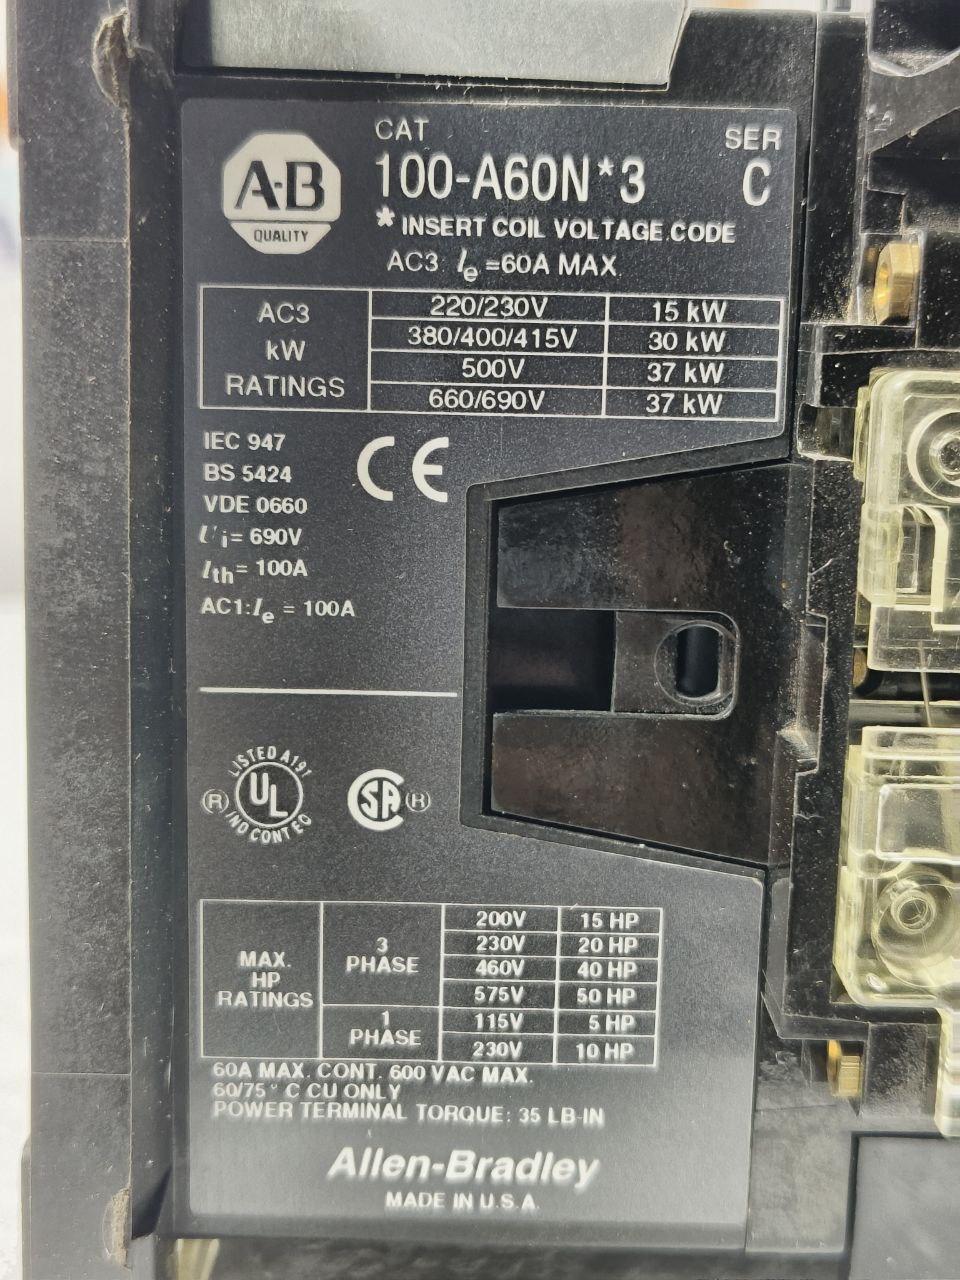 A-B
QUALITY
CAT
SER
100-A60N*3
C
* INSERT COIL VOLTAGE CODE
AC3 Ie =60A MAX.
AC3
kW
RATINGS
220/230V 15 kW
380/400/415V 30 kW
500V 37 kW
660/690V 37 kW
IEC 947
BS 5424
VDE 0660
Ui= 690V
Ith= 100A
AC1:Ie = 100A
CE
LISTED A191
UL
®
IND CONT EQ
SA
®
MAX.
HP
RATINGS
3
PHASE
200V 15 HP
230V 20 HP
460V 40 HP
575V 50 HP
1
PHASE
115V 5 HP
230V 10 HP
60A MAX. CONT. 600 VAC MAX.
60/75° C CU ONLY
POWER TERMINAL TORQUE: 35 LB-IN
Allen-Bradley
MADE IN U.S.A.